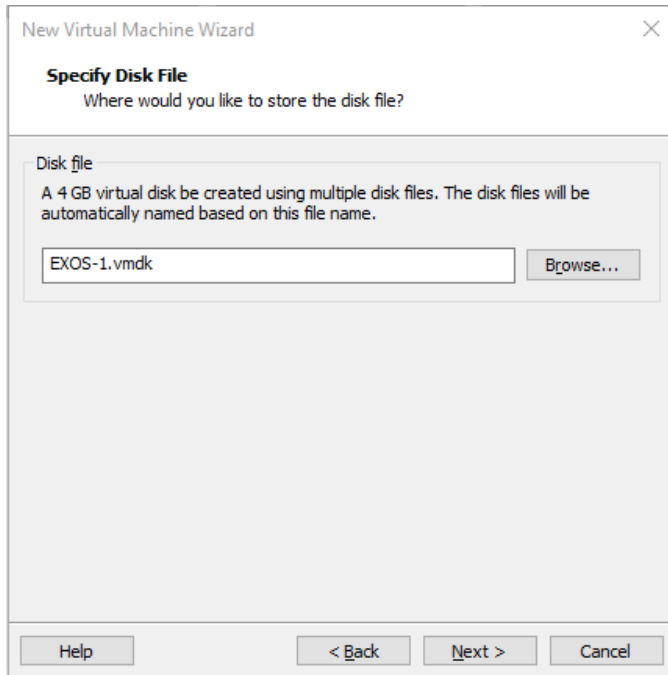 New Virtual Machine Wizard
Specify Disk File
Where would you like to store the disk file?
Disk file
A 4 GB virtual disk be created using multiple disk files. The disk files will be
automatically named based on this file name.
EXOS-1.vmdk
Browse...
Help
< Back
Next >
Cancel